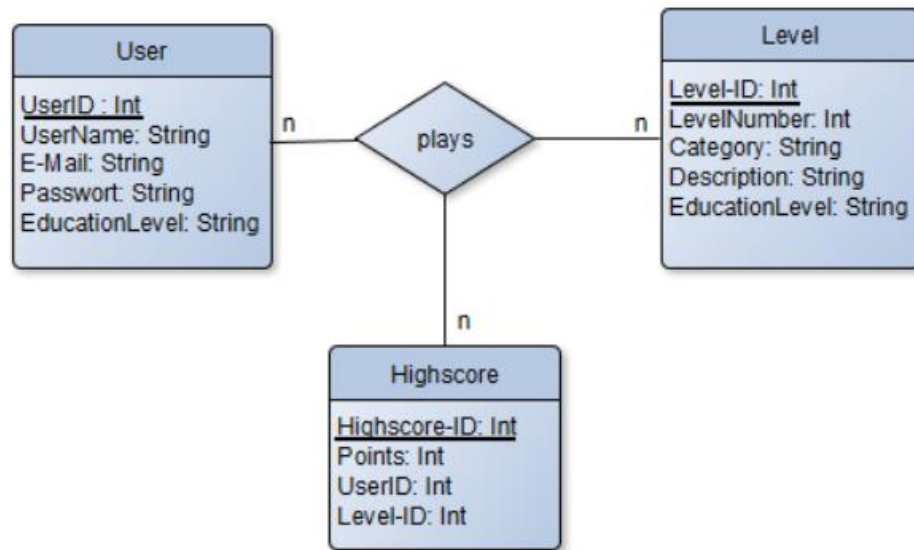 User
UserID : Int
UserName: String
E-Mail: String
Passwort: String
EducationLevel: String
n
plays
n
Level
Level-ID: Int
LevelNumber: Int
Category: String
Description: String
EducationLevel: String
n
Highscore
Highscore-ID: Int
Points: Int
UserID: Int
Level-ID: Int